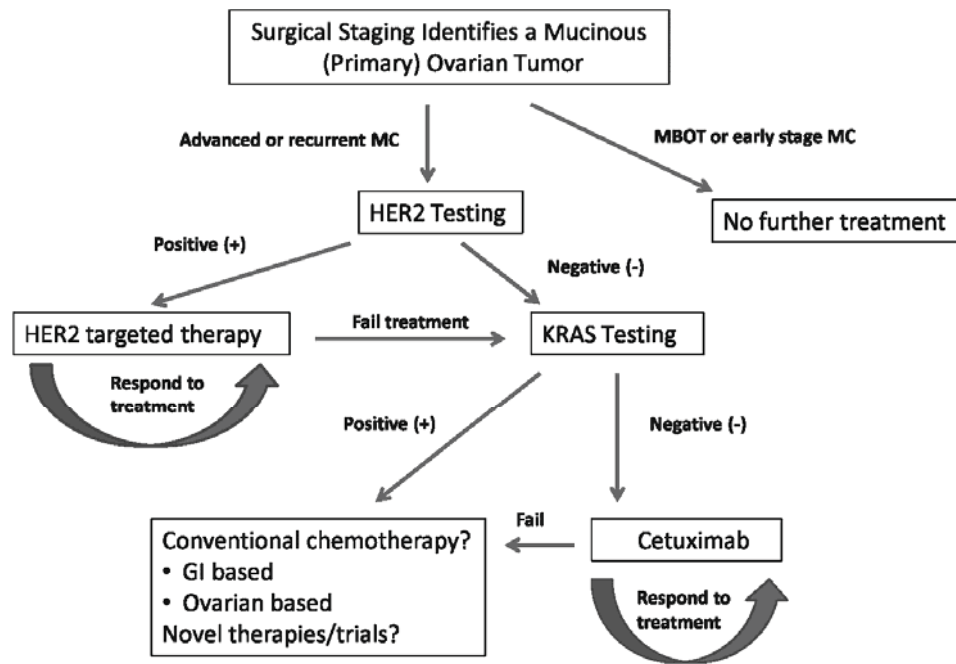 Surgical Staging Identifies a Mucinous
(Primary) Ovarian Tumor
Advanced or recurrent MC
MBOT or early stage MC
HER2 Testing
No further treatment
Positive (+)
Negative (-)
HER2 targeted therapy
Fail treatment
KRAS Testing
Respond to
treatment
Positive (+)
Negative (-)
Conventional chemotherapy?
• GI based
• Ovarian based
Novel therapies/trials?
Fail
Cetuximab
Respond to
treatment